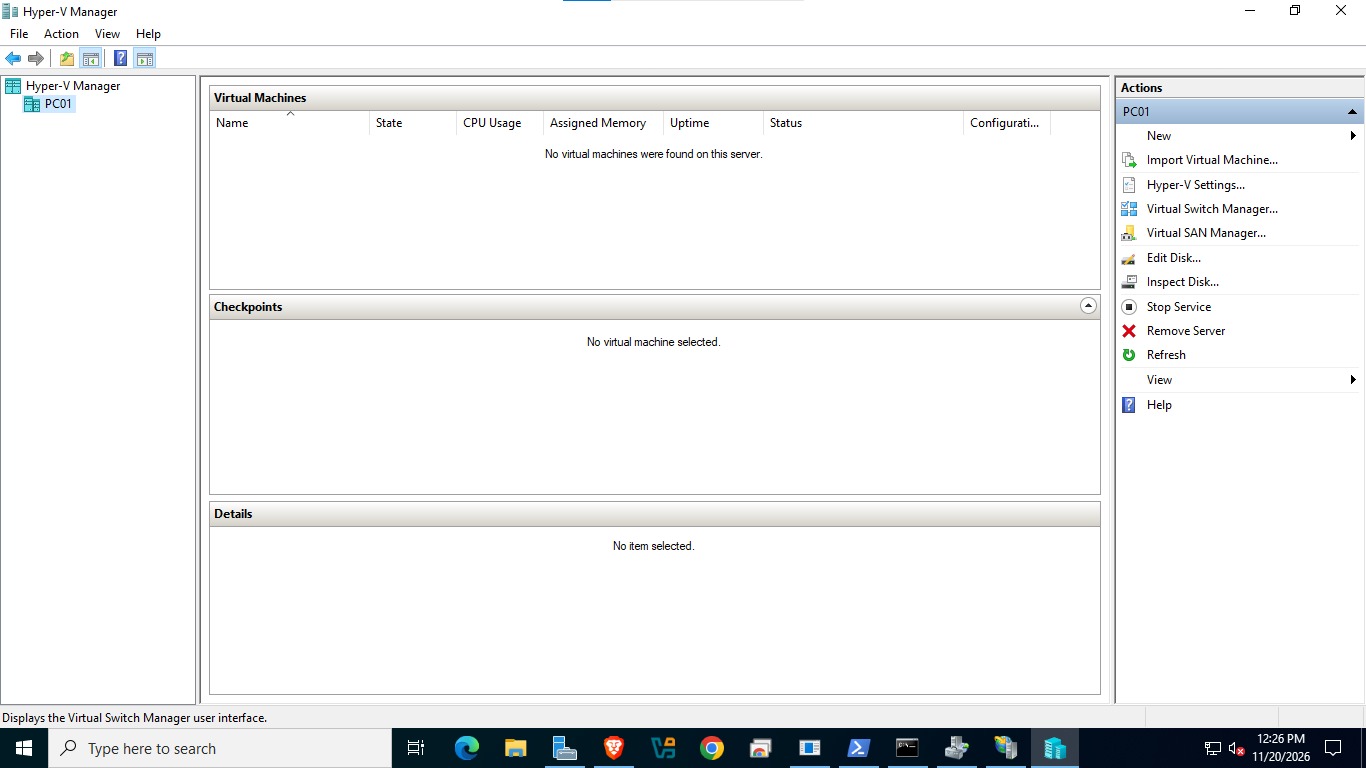 Hyper-V Manager
File Action View Help
Hyper-V Manager
PC01
Virtual Machines
Name State CPU Usage Assigned Memory Uptime Status Configurati...
No virtual machines were found on this server.
Checkpoints
No virtual machine selected.
Details
No item selected.
Actions
PC01
New
Import Virtual Machine...
Hyper-V Settings...
Virtual Switch Manager...
Virtual SAN Manager...
Edit Disk...
Inspect Disk...
Stop Service
Remove Server
Refresh
View
Help
Displays the Virtual Switch Manager user interface.
Type here to search
12:26 PM
11/20/2026